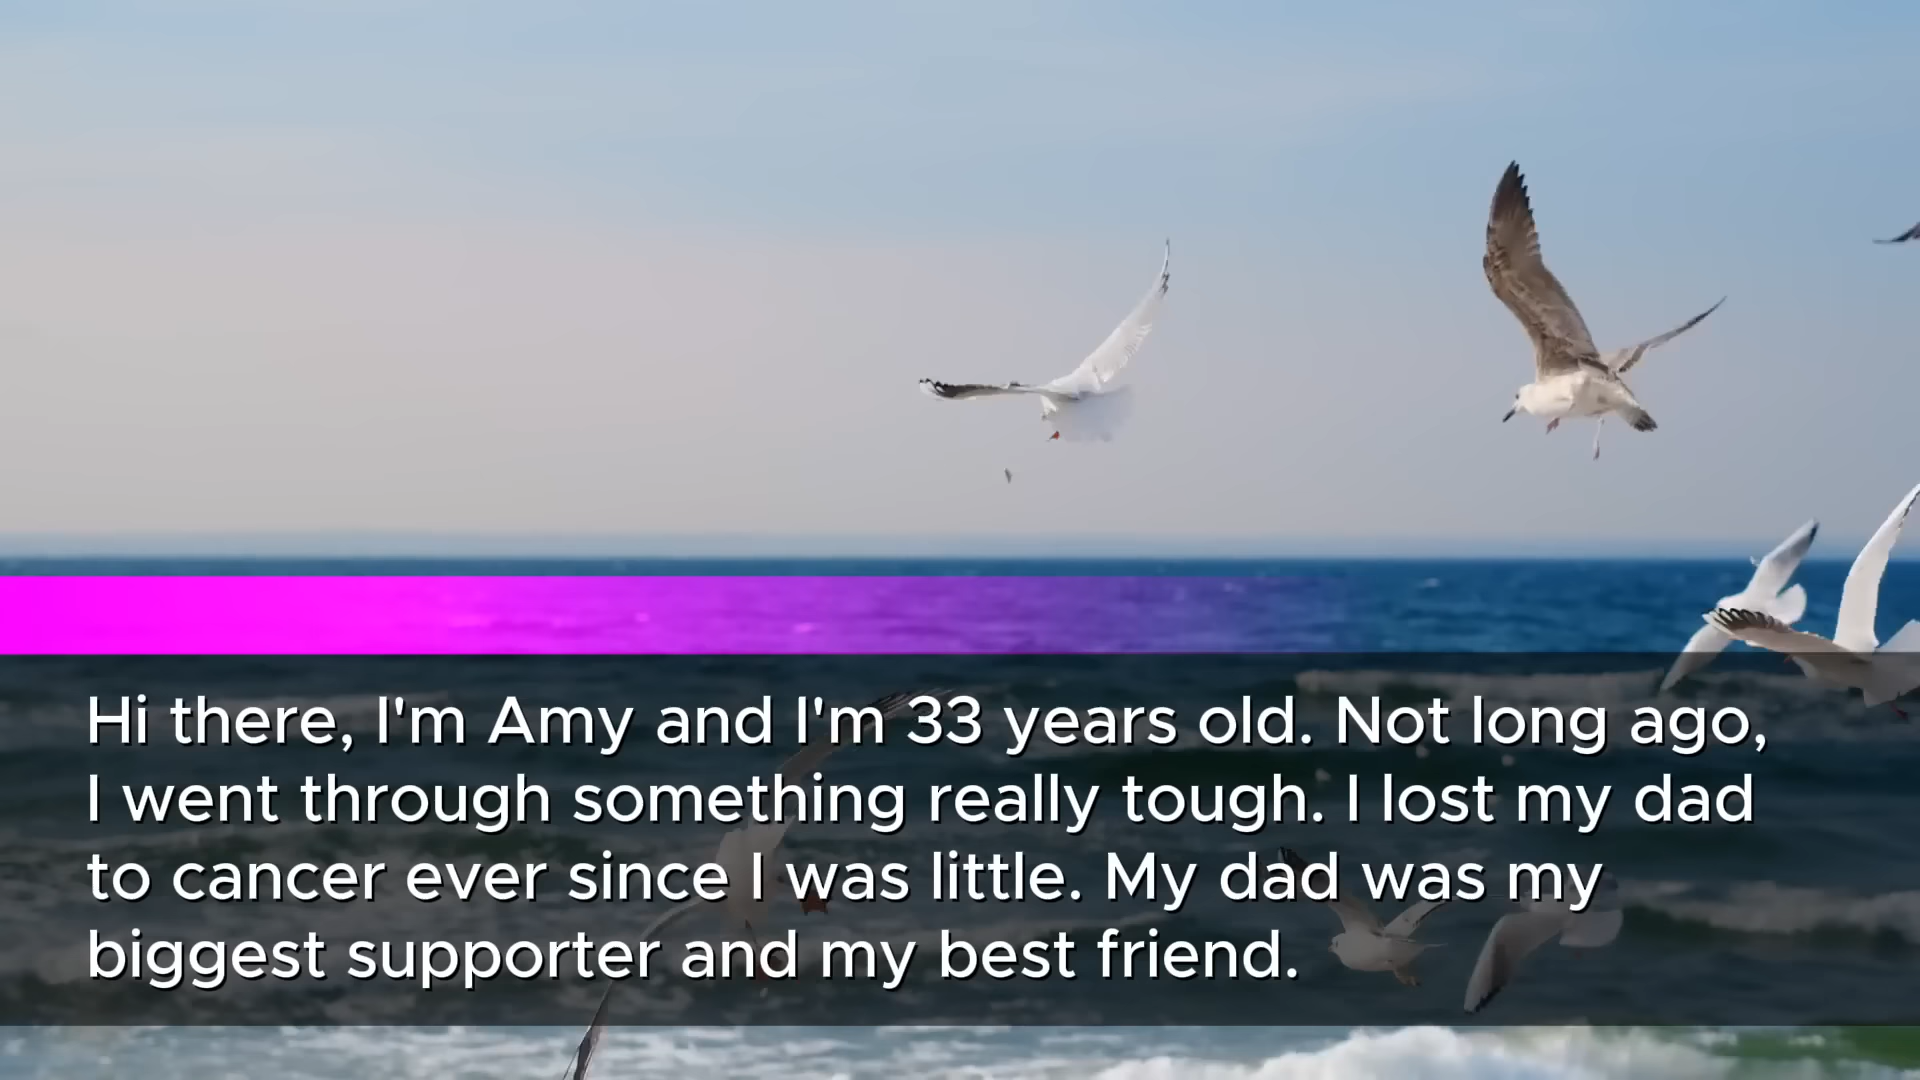 Hi there, I'm Amy and I'm 33 years old. Not long ago,
I went through something really tough. I lost my dad
to cancer ever since I was little. My dad was my
biggest supporter and my best friend.